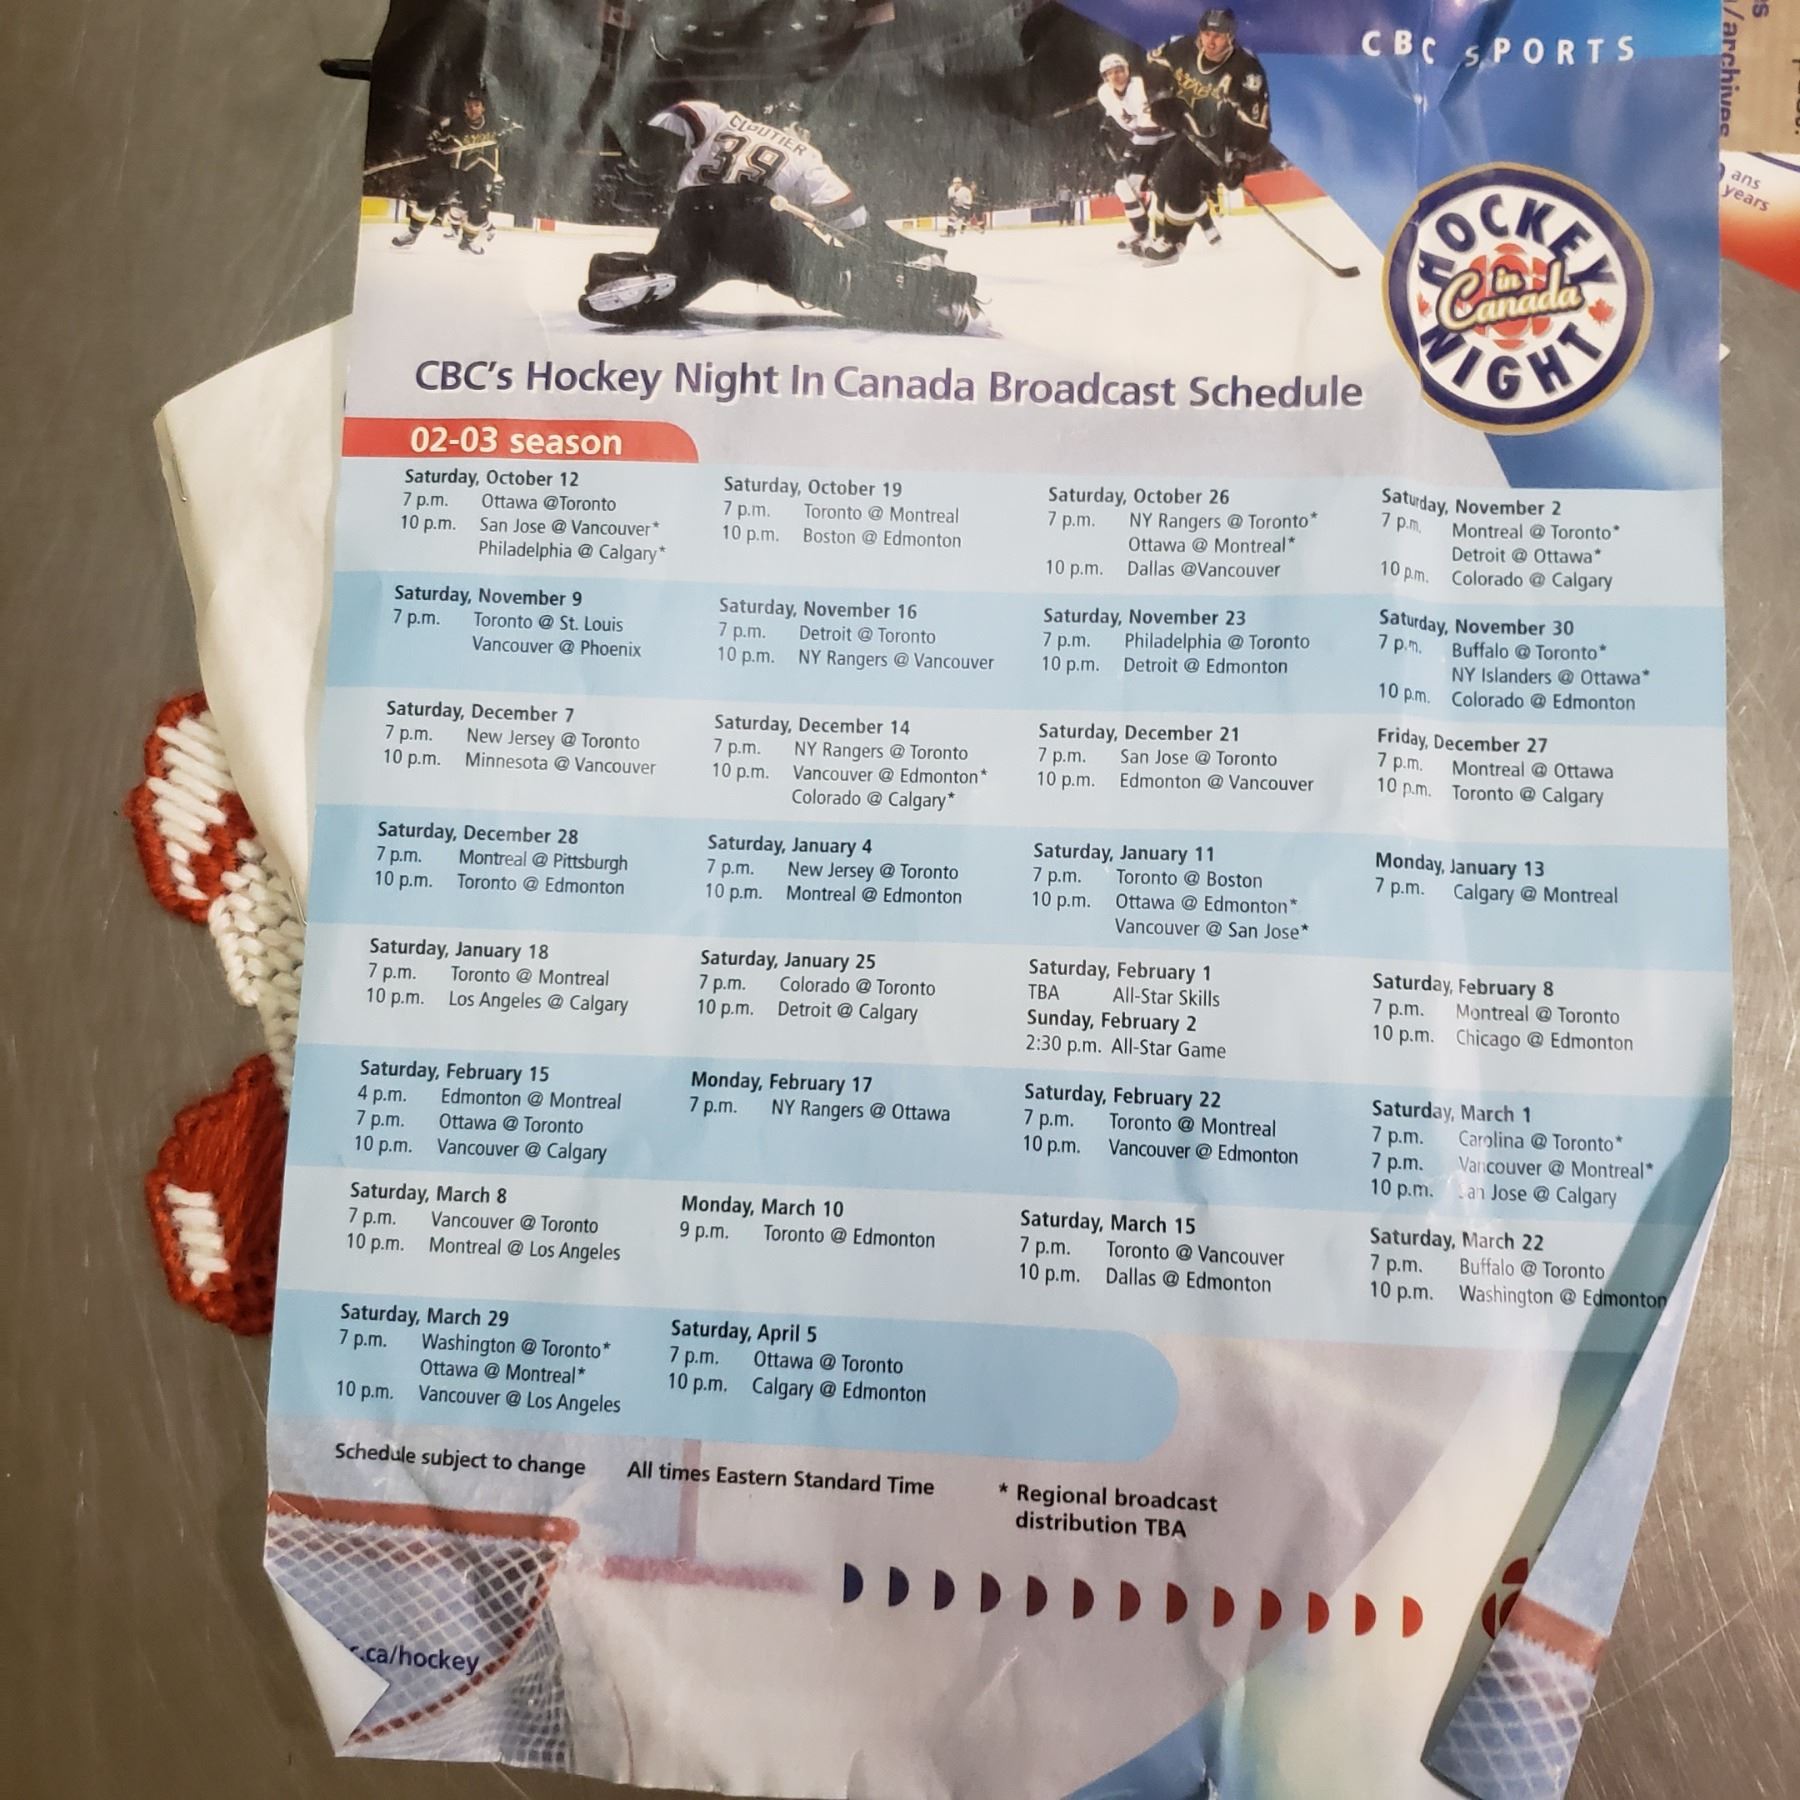 CBC SPORTS
CLOUTIER
39
HOCKEY
NIGHT
in
Canada
/archives
ans
years
CBC's Hockey Night In Canada Broadcast Schedule
02-03 season
Saturday, October 12
7 p.m. Ottawa @Toronto
10 p.m. San Jose @ Vancouver*
Philadelphia @ Calgary*
Saturday, October 19
7 p.m. Toronto @ Montreal
10 p.m. Boston @ Edmonton
Saturday, October 26
7 p.m. NY Rangers @ Toronto*
Ottawa @ Montreal*
10 p.m. Dallas @Vancouver
Saturday, November 2
7 p.m. Montreal @ Toronto*
Detroit @ Ottawa*
10 p.m. Colorado @ Calgary
Saturday, November 9
7 p.m. Toronto @ St. Louis
Vancouver @ Phoenix
Saturday, November 16
7 p.m. Detroit @ Toronto
10 p.m. NY Rangers @ Vancouver
Saturday, November 23
7 p.m. Philadelphia @ Toronto
10 p.m. Detroit @ Edmonton
Saturday, November 30
7 p.m. Buffalo @ Toronto*
NY Islanders @ Ottawa*
10 p.m. Colorado @ Edmonton
Saturday, December 7
7 p.m. New Jersey @ Toronto
10 p.m. Minnesota @ Vancouver
Saturday, December 14
7 p.m. NY Rangers @ Toronto
10 p.m. Vancouver @ Edmonton*
Colorado @ Calgary*
Saturday, December 21
7 p.m. San Jose @ Toronto
10 p.m. Edmonton @ Vancouver
Friday, December 27
7 p.m. Montreal @ Ottawa
10 p.m. Toronto @ Calgary
Saturday, December 28
7 p.m. Montreal @ Pittsburgh
10 p.m. Toronto @ Edmonton
Saturday, January 4
7 p.m. New Jersey @ Toronto
10 p.m. Montreal @ Edmonton
Saturday, January 11
7 p.m. Toronto @ Boston
10 p.m. Ottawa @ Edmonton*
Vancouver @ San Jose*
Monday, January 13
7 p.m. Calgary @ Montreal
Saturday, January 18
7 p.m. Toronto @ Montreal
10 p.m. Los Angeles @ Calgary
Saturday, January 25
7 p.m. Colorado @ Toronto
10 p.m. Detroit @ Calgary
Saturday, February 1
TBA All-Star Skills
Sunday, February 2
2:30 p.m. All-Star Game
Saturday, February 8
7 p.m. Montreal @ Toronto
10 p.m. Chicago @ Edmonton
Saturday, February 15
4 p.m. Edmonton @ Montreal
7 p.m. Ottawa @ Toronto
10 p.m. Vancouver @ Calgary
Monday, February 17
7 p.m. NY Rangers @ Ottawa
Saturday, February 22
7 p.m. Toronto @ Montreal
10 p.m. Vancouver @ Edmonton
Saturday, March 1
7 p.m. Carolina @ Toronto*
7 p.m. Vancouver @ Montreal*
10 p.m. San Jose @ Calgary
Saturday, March 8
7 p.m. Vancouver @ Toronto
10 p.m. Montreal @ Los Angeles
Monday, March 10
9 p.m. Toronto @ Edmonton
Saturday, March 15
7 p.m. Toronto @ Vancouver
10 p.m. Dallas @ Edmonton
Saturday, March 22
7 p.m. Buffalo @ Toronto
10 p.m. Washington @ Edmonton
Saturday, March 29
7 p.m. Washington @ Toronto*
Ottawa @ Montreal*
10 p.m. Vancouver @ Los Angeles
Saturday, April 5
7 p.m. Ottawa @ Toronto
10 p.m. Calgary @ Edmonton
Schedule subject to change All times Eastern Standard Time
* Regional broadcast
distribution TBA
.ca/hockey